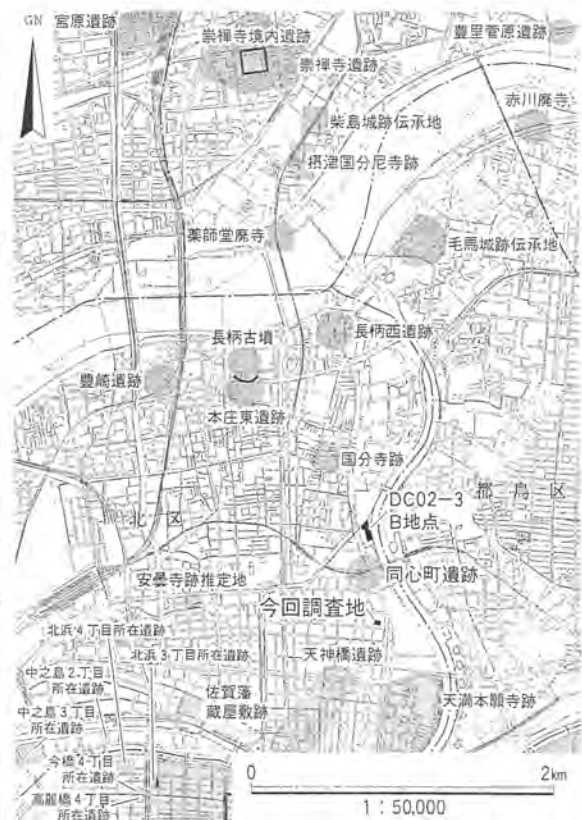 GN 宮原遺跡
崇禅寺境内遺跡
崇禅寺遺跡
豊里菅原遺跡
柴島城跡伝承地
赤川廃寺
摂津国分尼寺跡
薬師堂廃寺
毛馬城跡伝承地
長柄古墳
長柄西遺跡
豊崎遺跡
本庄東遺跡
国分寺跡
DC02-3
B地点
都島区
北区
安曇寺跡推定地
同心町遺跡
今回調査地
北浜4丁目所在遺跡
北浜3丁目所在遺跡
天神橋遺跡
中之島2丁目
所在遺跡
佐賀藩
蔵屋敷跡
天満本願寺跡
中之島3丁目
所在遺跡
今橋4丁目
所在遺跡
高麗橋4丁目
所在遺跡
0
2km
1:50,000